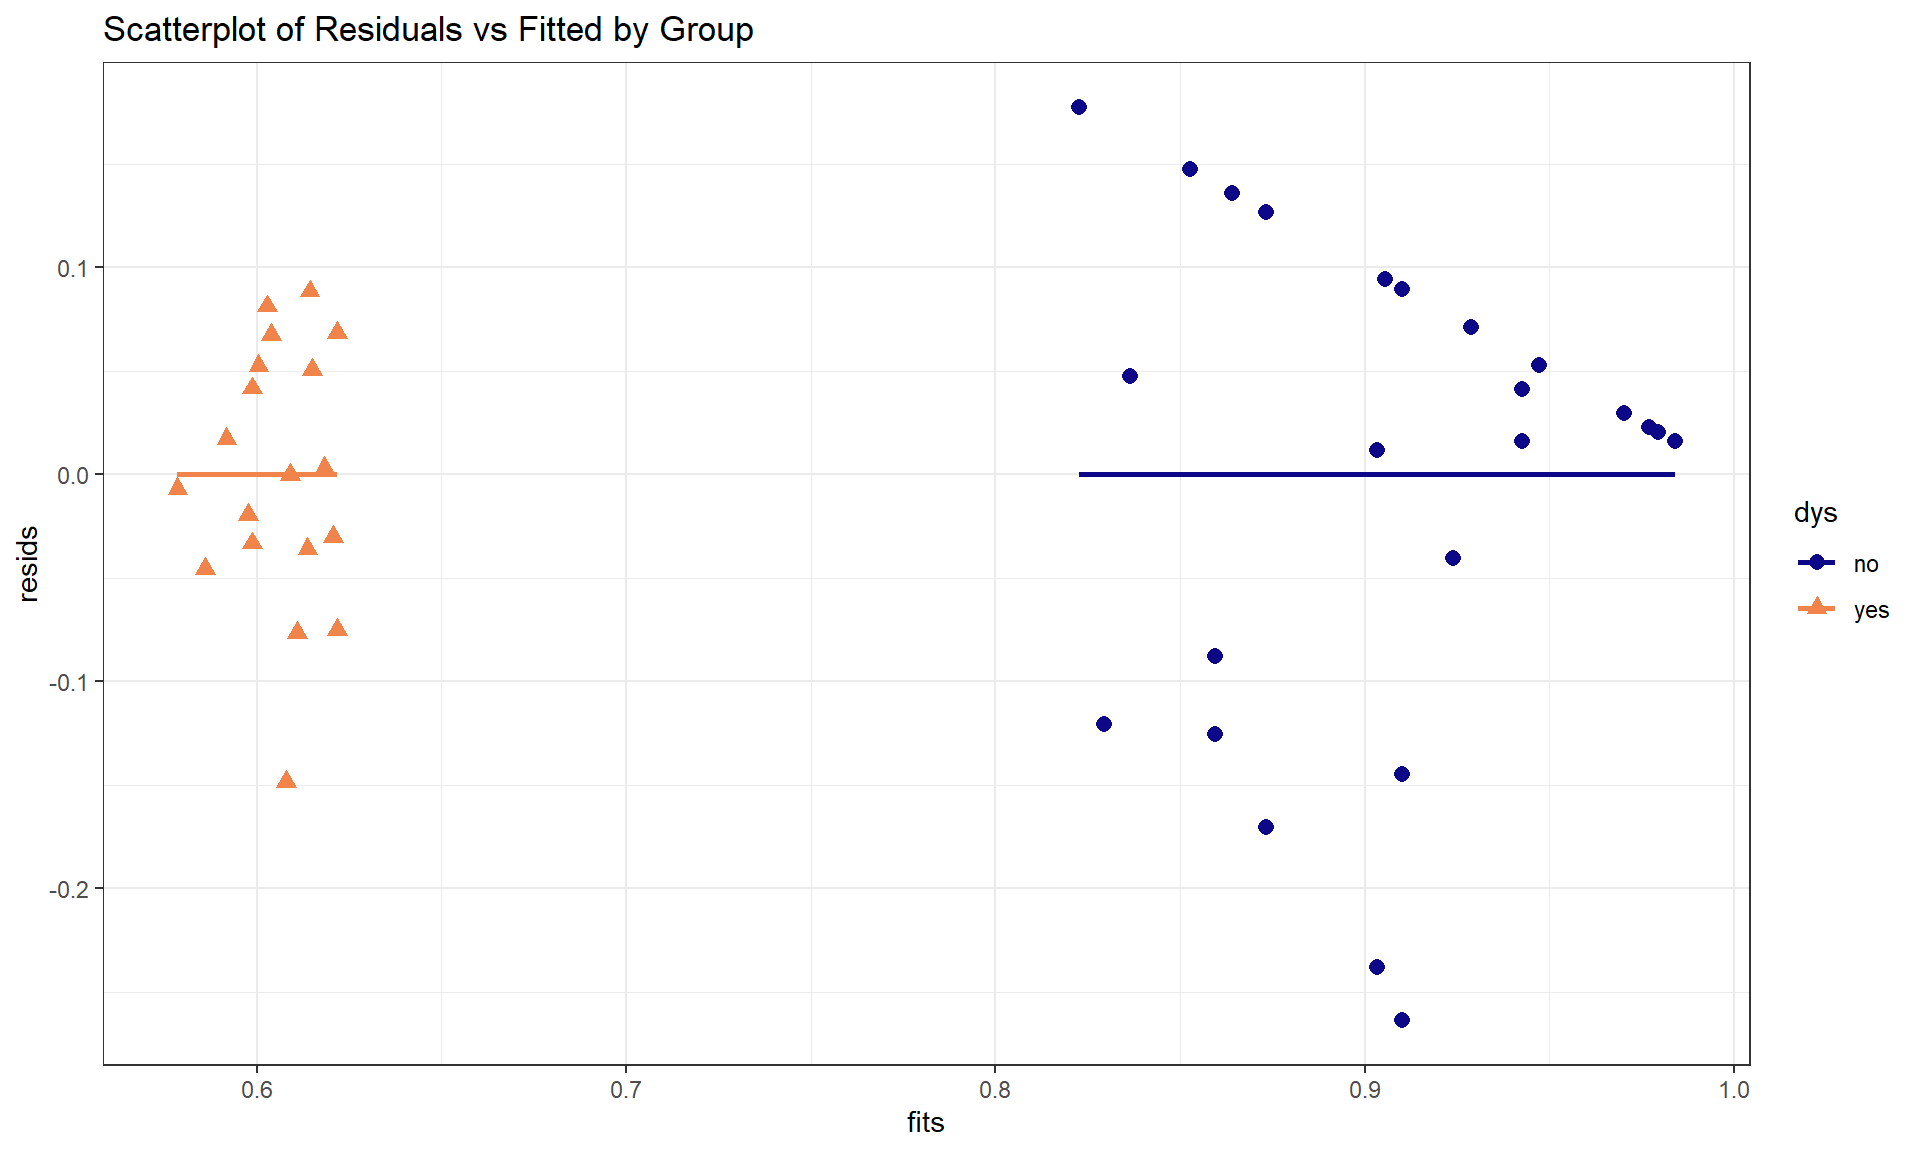 Scatterplot of Residuals vs Fitted by Group
resids
0.1
0.0
-0.1
-0.2
0.6
0.7
0.8
0.9
1.0
fits
dys
no
yes